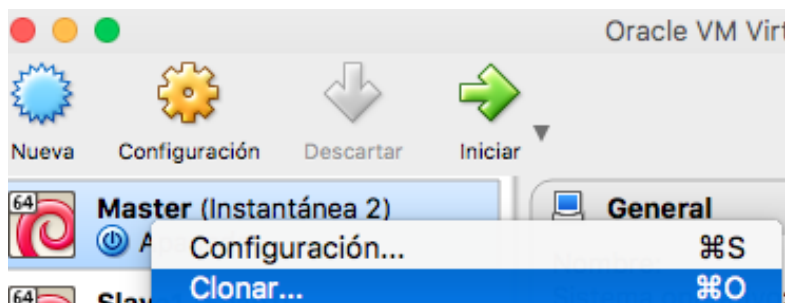 Oracle VM Virt
Nueva Configuración Descartar Iniciar
64 Master (Instantánea 2) General
Configuración... ⌘S
Clonar... ⌘O
64